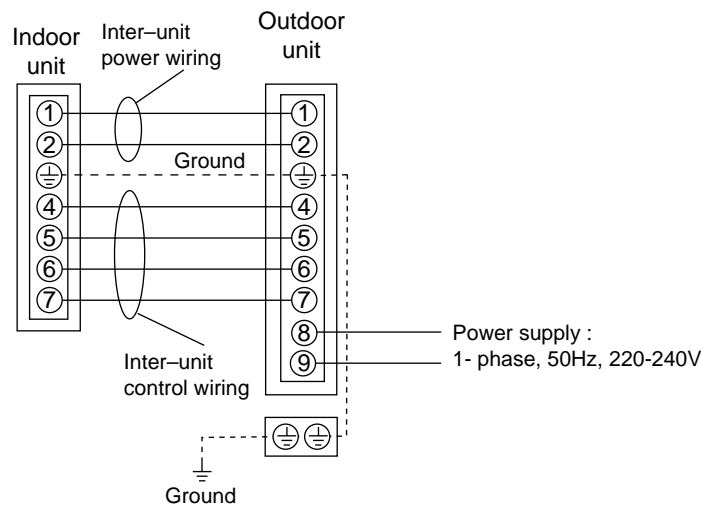 Indoor
unit
Inter–unit
power wiring
Outdoor
unit
1 1
2 2
Ground
4 4
5 5
6 6
7 7
8
9
Power supply :
1- phase, 50Hz, 220-240V
Inter–unit
control wiring
Ground